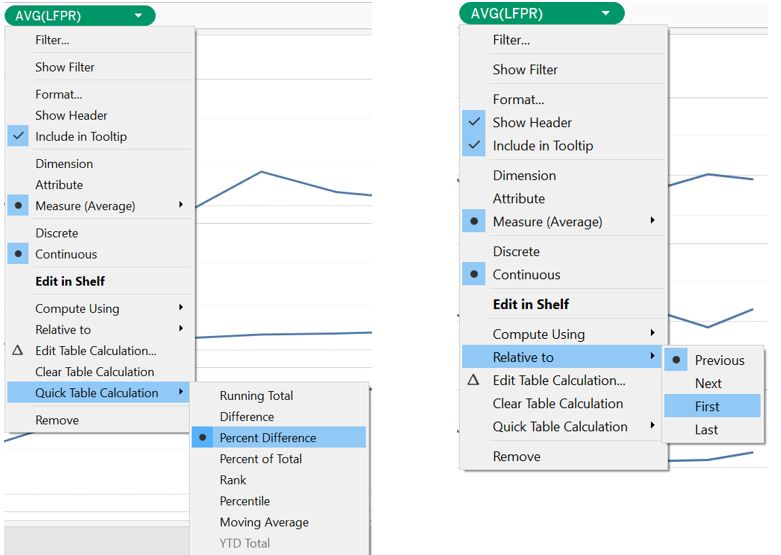 AVG(LFPR)
Filter...
Show Filter
Format...
Show Header
Include in Tooltip
Dimension
Attribute
Measure (Average)
Discrete
Continuous
Edit in Shelf
Compute Using
Relative to
Edit Table Calculation...
Clear Table Calculation
Quick Table Calculation
Remove
Running Total
Difference
Percent Difference
Percent of Total
Rank
Percentile
Moving Average
YTD Total
AVG(LFPR)
Filter...
Show Filter
Format...
Show Header
Include in Tooltip
Dimension
Attribute
Measure (Average)
Discrete
Continuous
Edit in Shelf
Compute Using
Relative to
Edit Table Calculation...
Clear Table Calculation
Quick Table Calculation
Remove
Previous
Next
First
Last